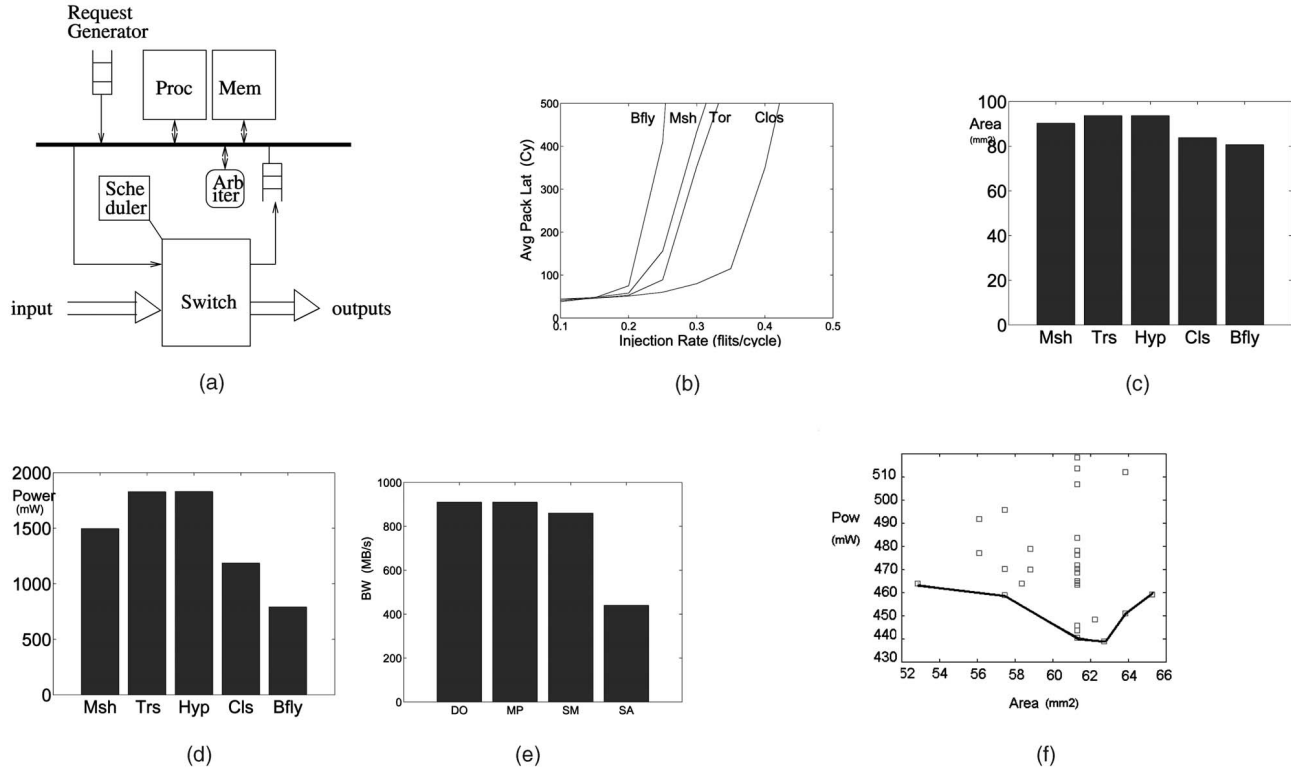 Request
Generator
Proc
Mem
Sche
duler
Arb
iter
input
Switch
outputs
(a)
500
400
300
200
100
0
0.1
0.2
0.3
0.4
0.5
Avg Pack Lat (Cy)
Injection Rate (flits/cycle)
Bfly
Msh
Tor
Clos
(b)
100
80
60
40
20
0
Area
(mm2)
Msh
Trs
Hyp
Cls
Bfly
(c)
2000
1500
1000
500
0
Power
(mW)
Msh
Trs
Hyp
Cls
Bfly
(d)
1000
800
600
400
200
0
BW (MB/s)
DO
MP
SM
SA
(e)
510
500
490
480
470
460
450
440
430
Pow
(mW)
52
54
56
58
60
62
64
66
Area (mm2)
(f)